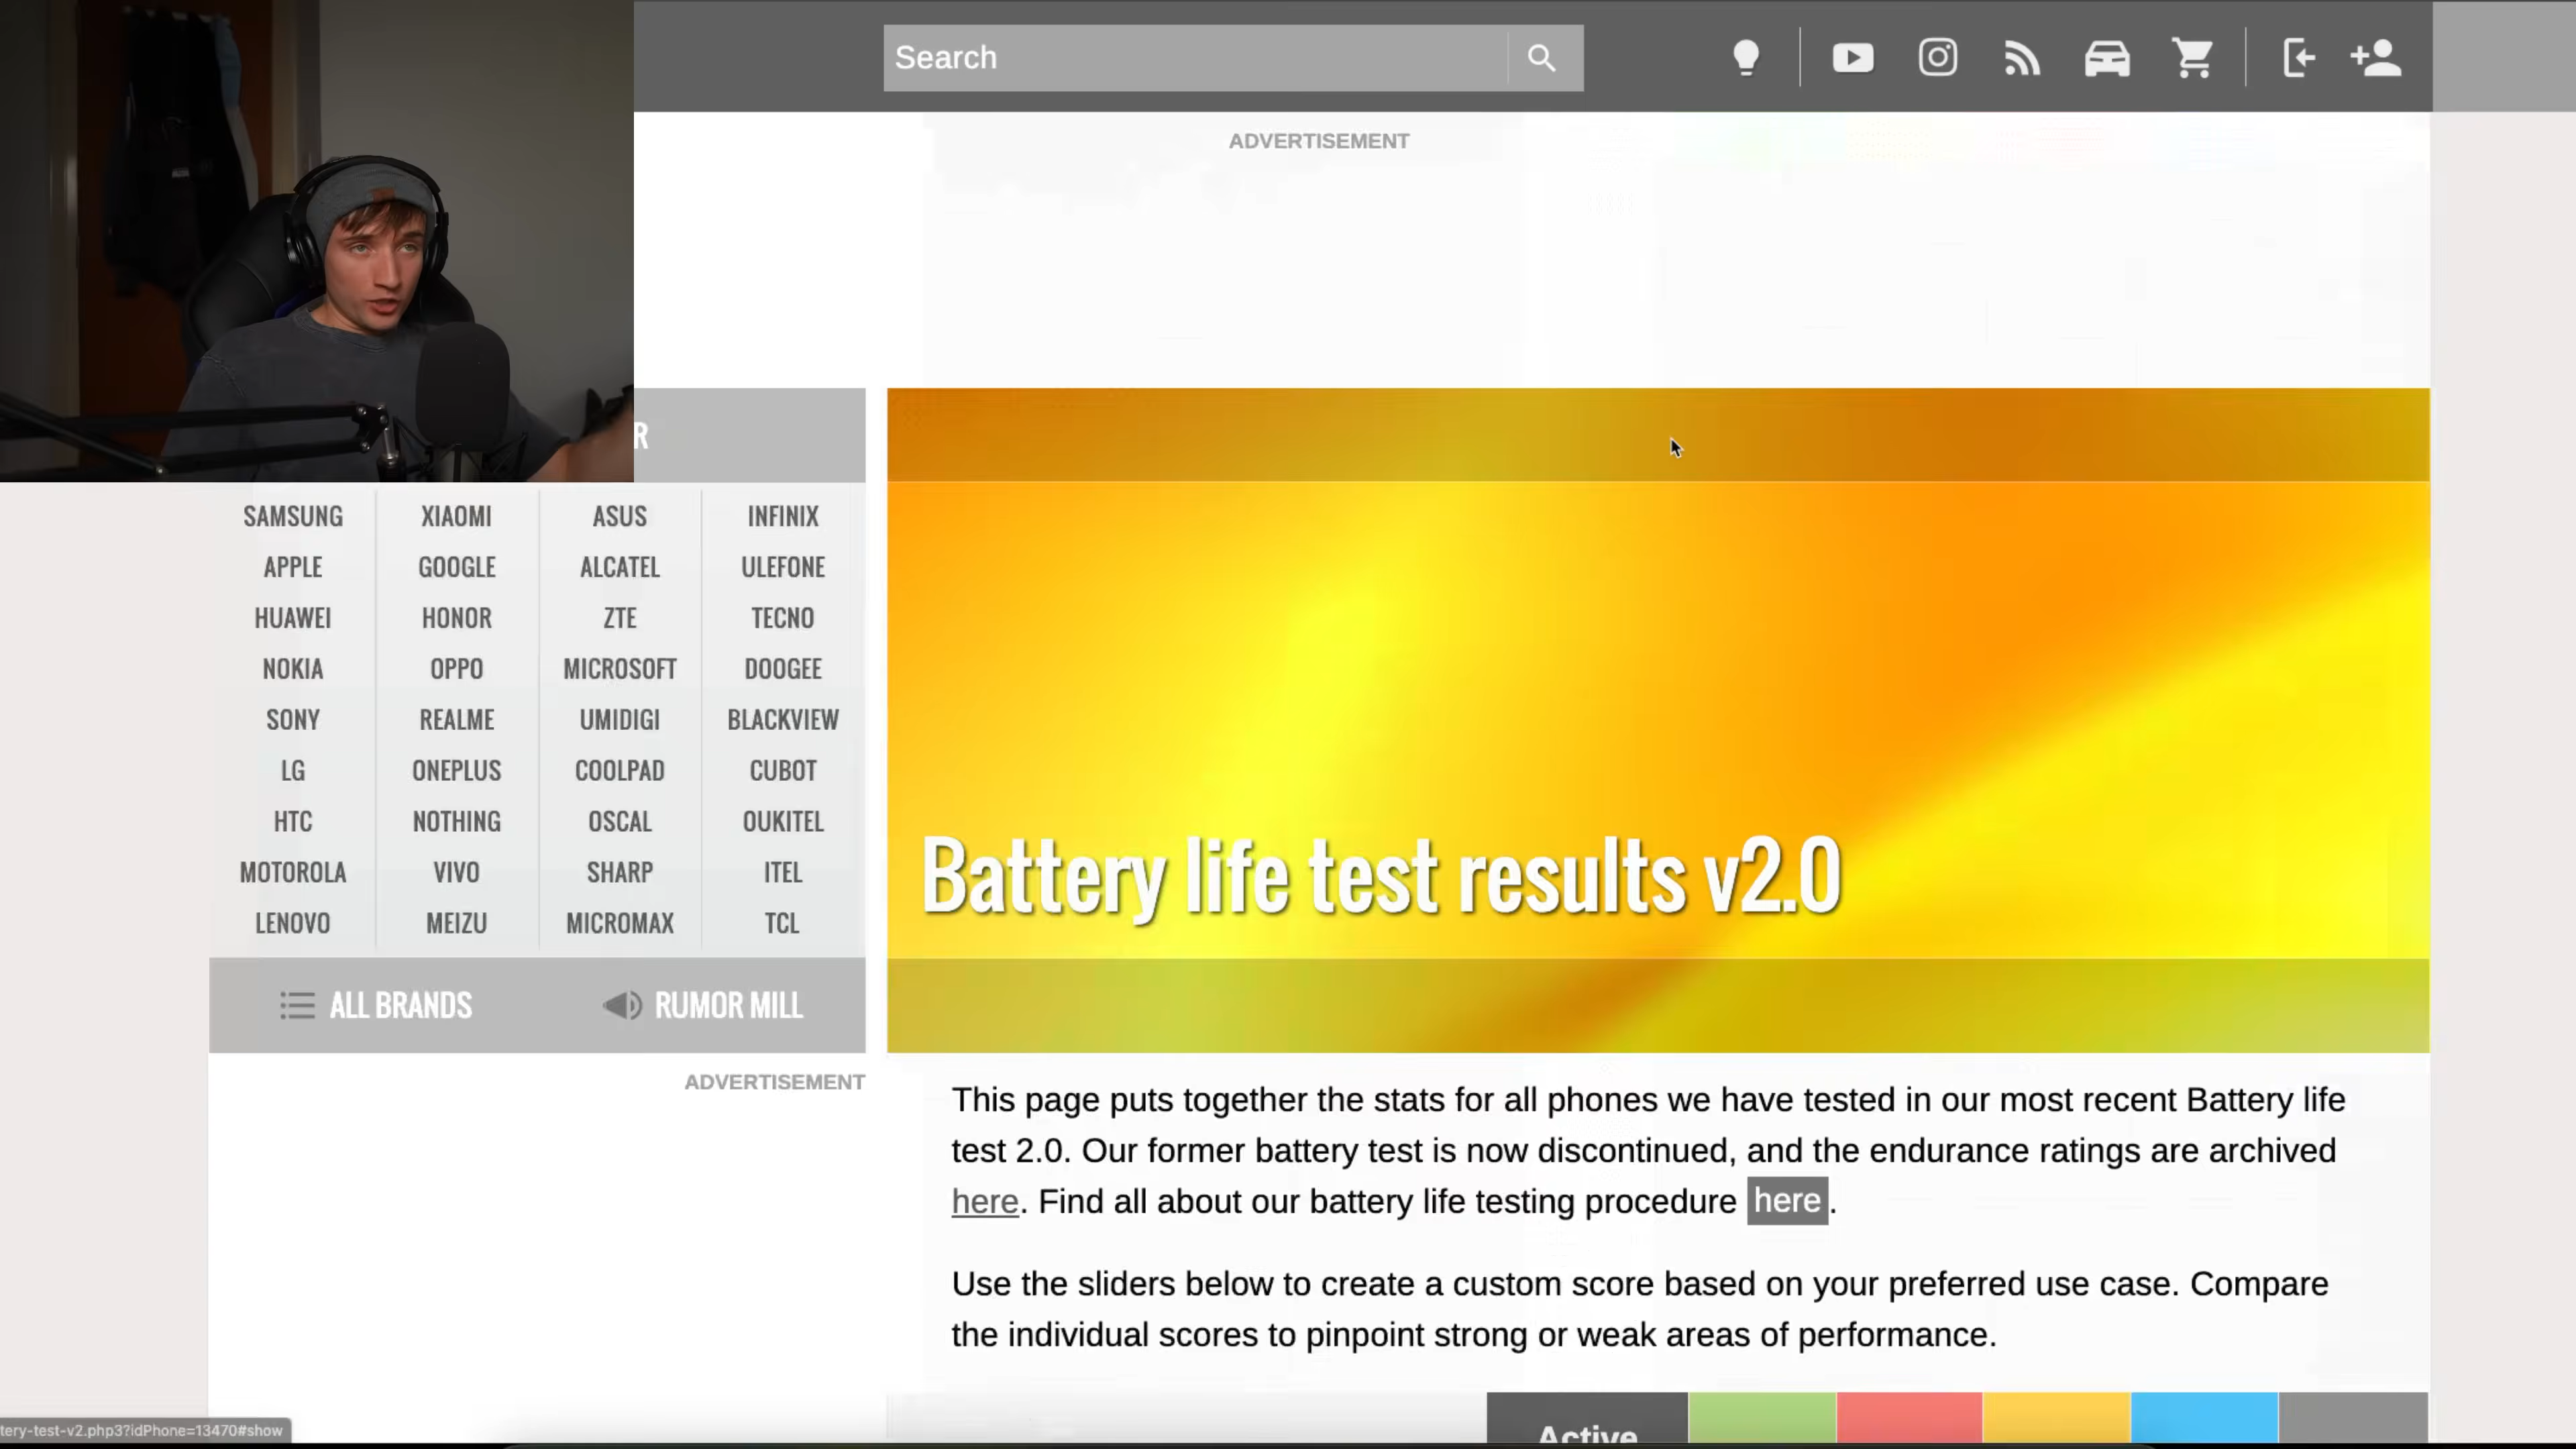 Search
ADVERTISEMENT
R
SAMSUNG XIAOMI ASUS INFINIX
APPLE GOOGLE ALCATEL ULEFONE
HUAWEI HONOR ZTE TECNO
NOKIA OPPO MICROSOFT DOOGEE
SONY REALME UMIDIGI BLACKVIEW
LG ONEPLUS COOLPAD CUBOT
HTC NOTHING OSCAL OUKITEL
MOTOROLA VIVO SHARP ITEL
LENOVO MEIZU MICROMAX TCL
ALL BRANDS RUMOR MILL
ADVERTISEMENT
Battery life test results v2.0
This page puts together the stats for all phones we have tested in our most recent Battery life
test 2.0. Our former battery test is now discontinued, and the endurance ratings are archived
here. Find all about our battery life testing procedure here.
Use the sliders below to create a custom score based on your preferred use case. Compare
the individual scores to pinpoint strong or weak areas of performance.
Active
tery-test-v2.php3?idPhone=13470#show